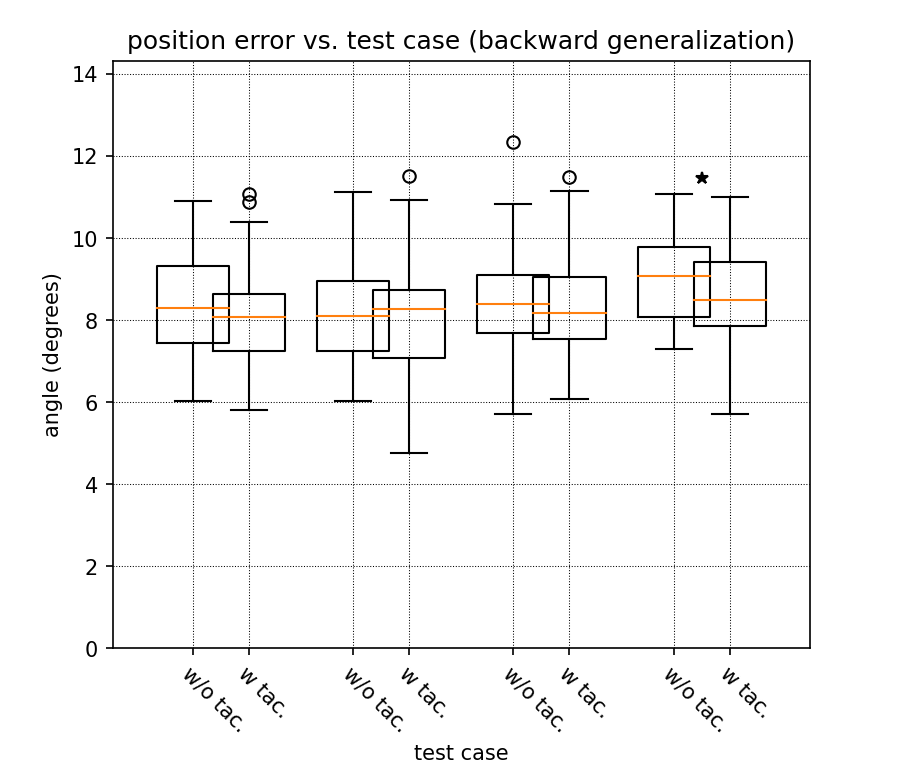 position error vs. test case (backward generalization)
14
12
10
8
6
4
2
0
angle (degrees)
w/o tac.
w tac.
w/o tac.
w tac.
w/o tac.
w tac.
w/o tac.
w tac.
test case